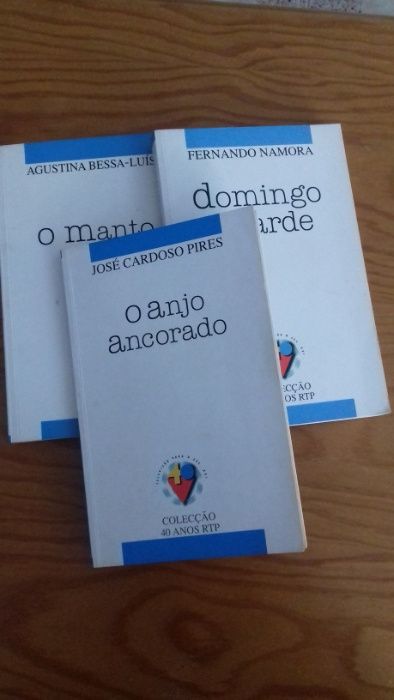 AGUSTINA BESSA-LUIS
o manto
FERNANDO NAMORA
domingo
arde
COLECÇÃO
OS RTP
JOSÉ CARDOSO PIRES
o anjo
ancorado
COLECÇÃO
40 ANOS RTP